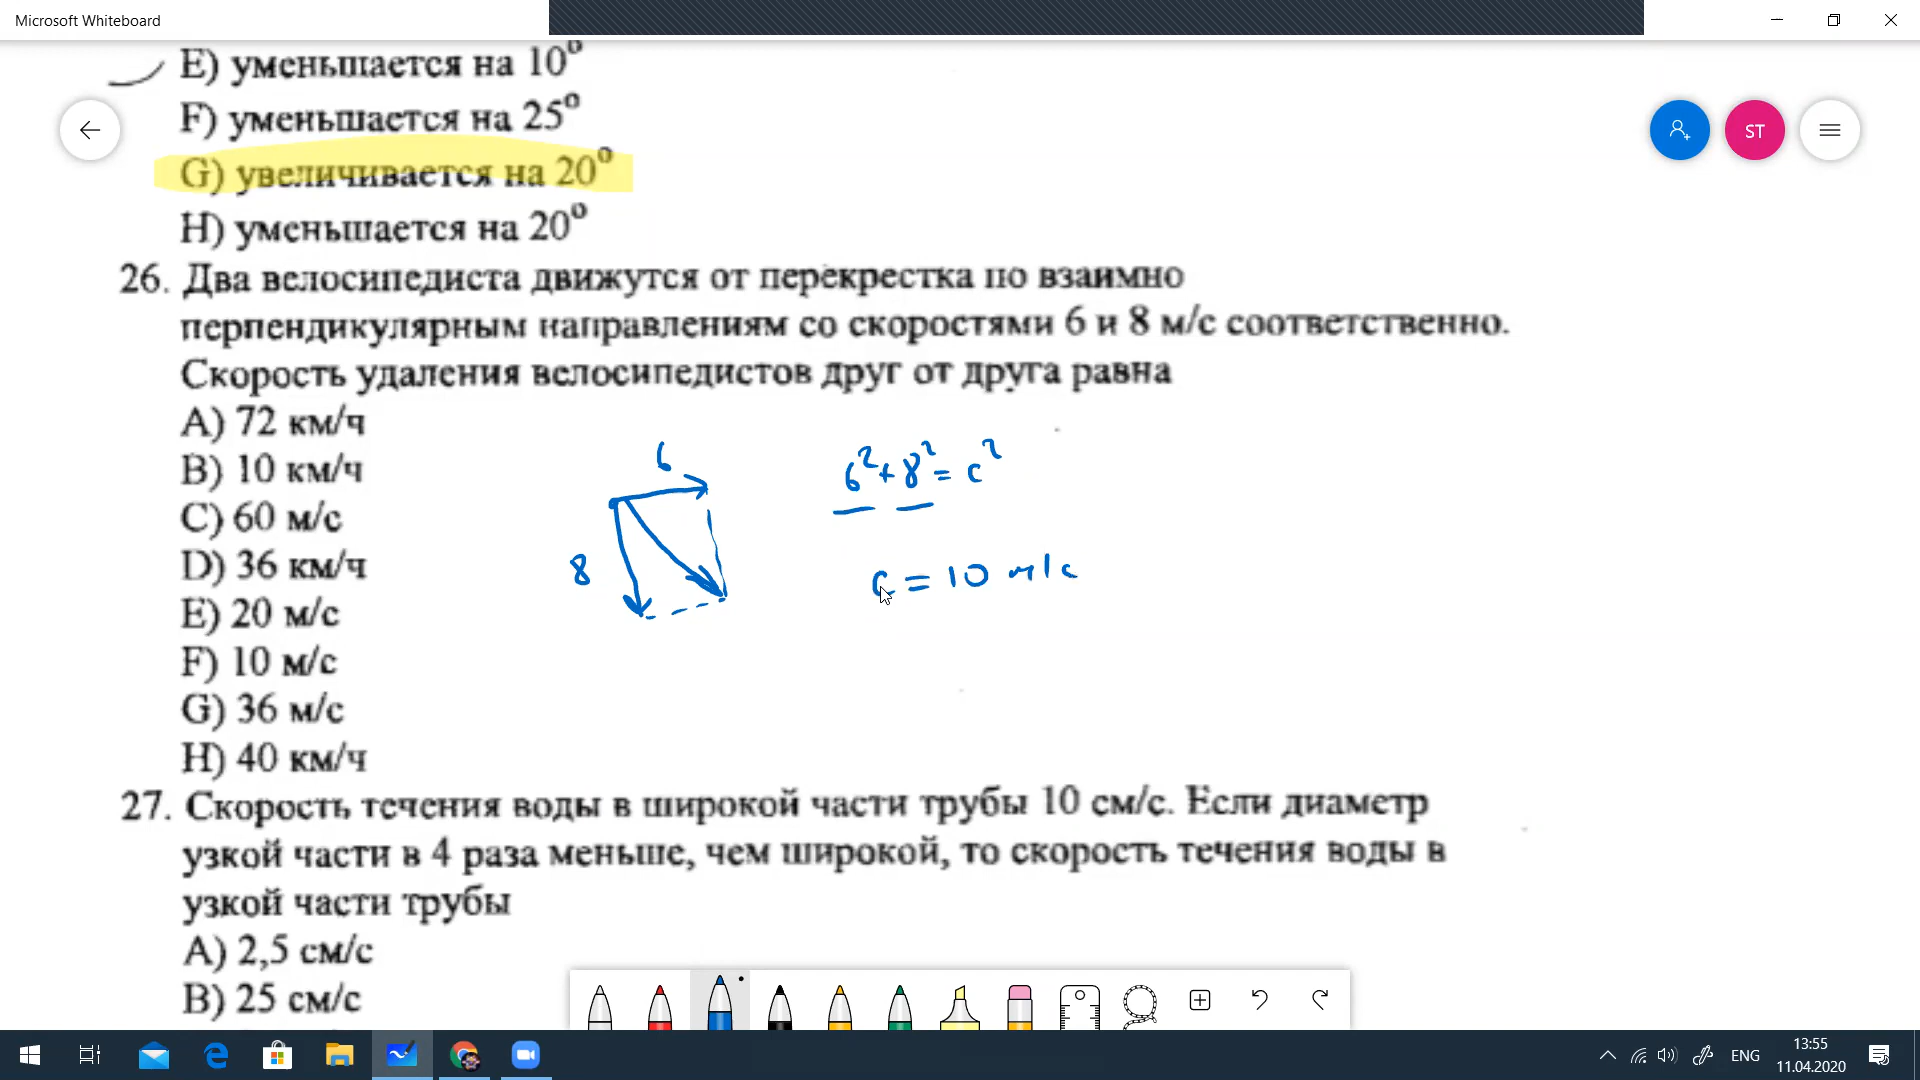 Microsoft Whiteboard
E) уменьшается на 10⁰
F) уменьшается на 25⁰
G) увеличивается на 20⁰
H) уменьшается на 20⁰
ST
26. Два велосипедиста движутся от перекрестка по взаимно
перпендикулярным направлениям со скоростями 6 и 8 м/с соответственно.
Скорость удаления велосипедистов друг от друга равна
A) 72 км/ч
B) 10 км/ч
C) 60 м/с
D) 36 км/ч
E) 20 м/с
F) 10 м/с
G) 36 м/с
H) 40 км/ч
6
8
6² + 8² = c²
c = 10 м/с
27. Скорость течения воды в широкой части трубы 10 см/с. Если диаметр
узкой части в 4 раза меньше, чем широкой, то скорость течения воды в
узкой части трубы
A) 2,5 см/с
B) 25 см/с
ENG
13:55
11.04.2020